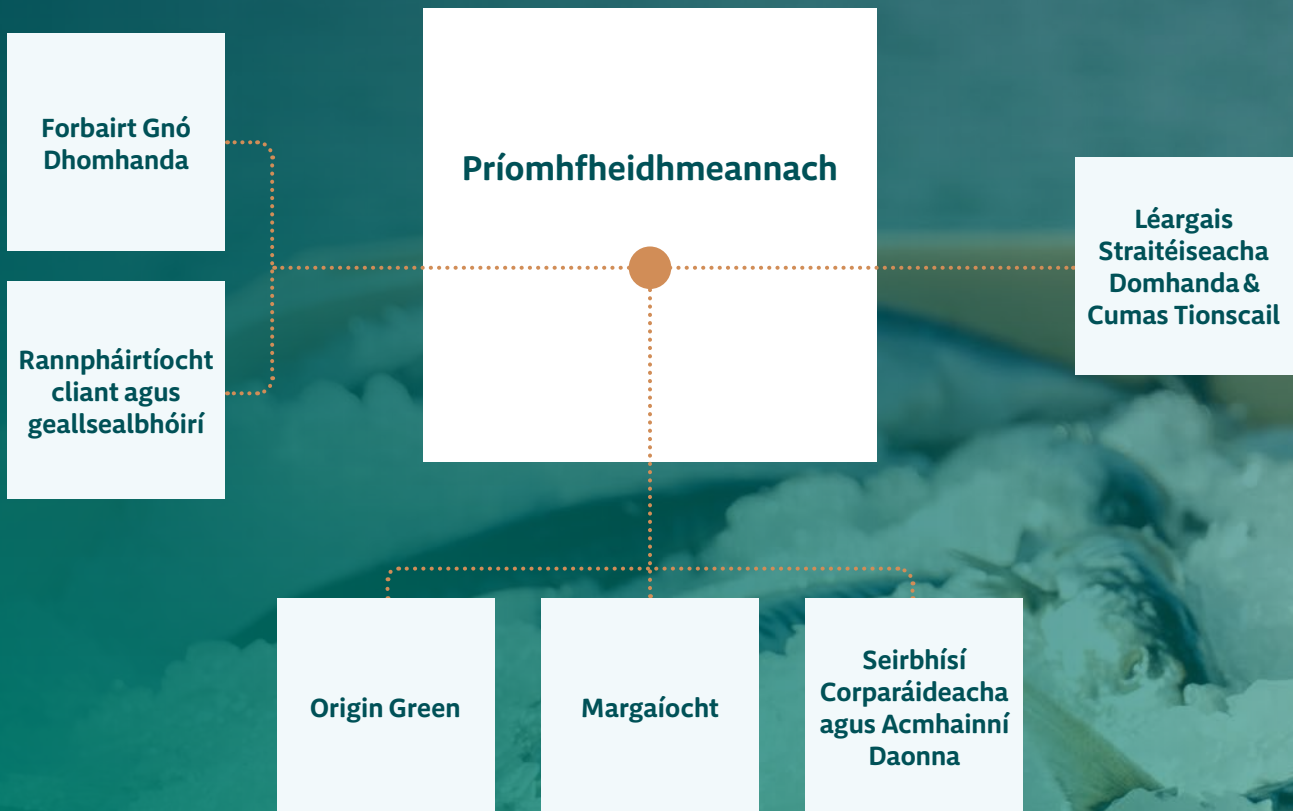 Forbairt Gnó
Dhomhanda
Príomhfheidhmeannach
Léargais
Straitéiseacha
Domhanda &
Cumas Tionscail
Rannpháirtíocht
cliant agus
geallsealbhóirí
Origin Green
Margaíocht
Seirbhísí
Corparáideacha
agus Acmhainní
Daonna